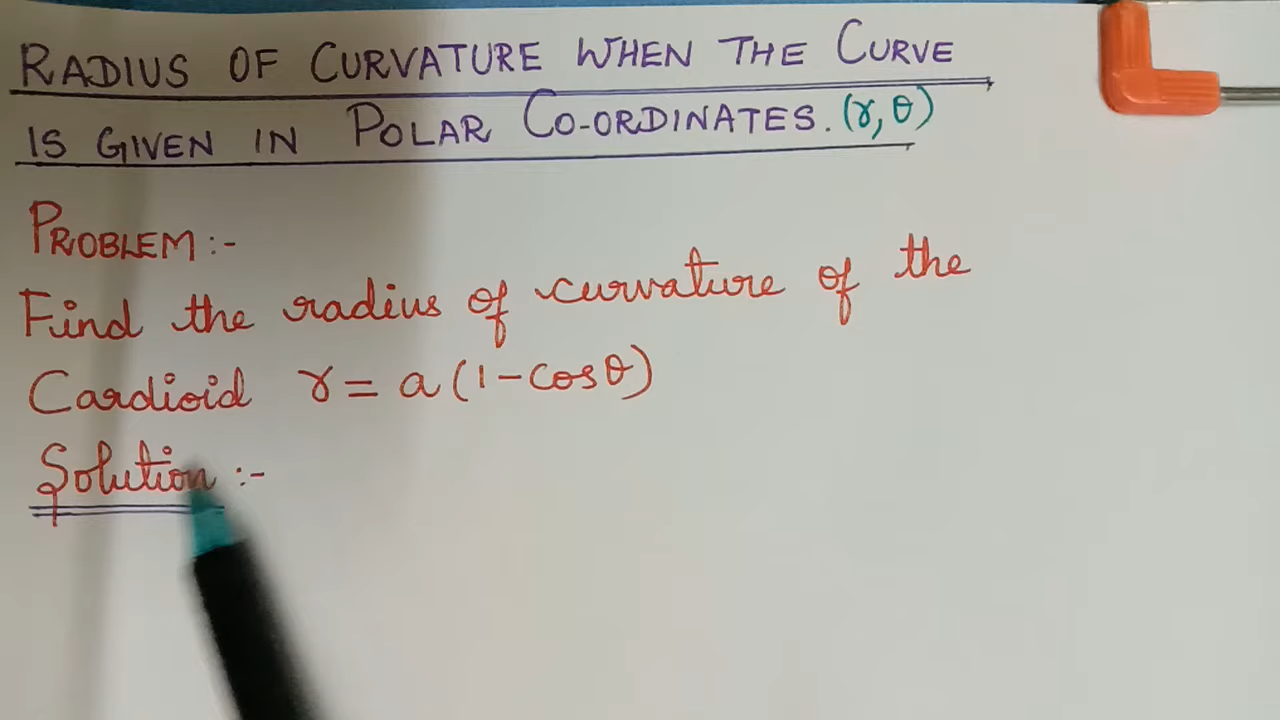 RADIUS OF CURVATURE WHEN THE CURVE
IS GIVEN IN POLAR CO-ORDINATES. (r, θ)
PROBLEM:-
Find the radius of curvature of the
Cardioid r = a (1 - cosθ)
Solution :-